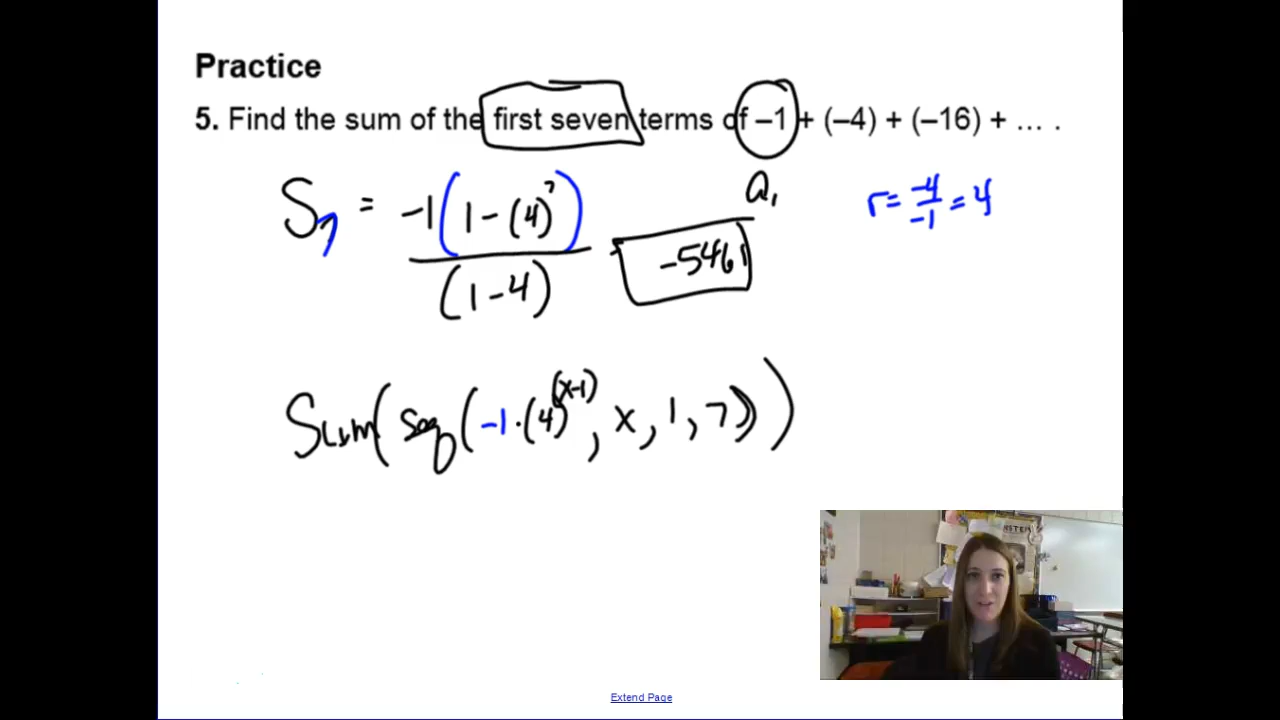 Practice
5. Find the sum of the first seven terms of –1 + (–4) + (–16) + ... .
S7 = -1(1-(4)^7) / (1-4) = -5461
a1
r = -4/-1 = 4
Sum(seq(-1·(4)^(x-1), x, 1, 7))
Extend Page